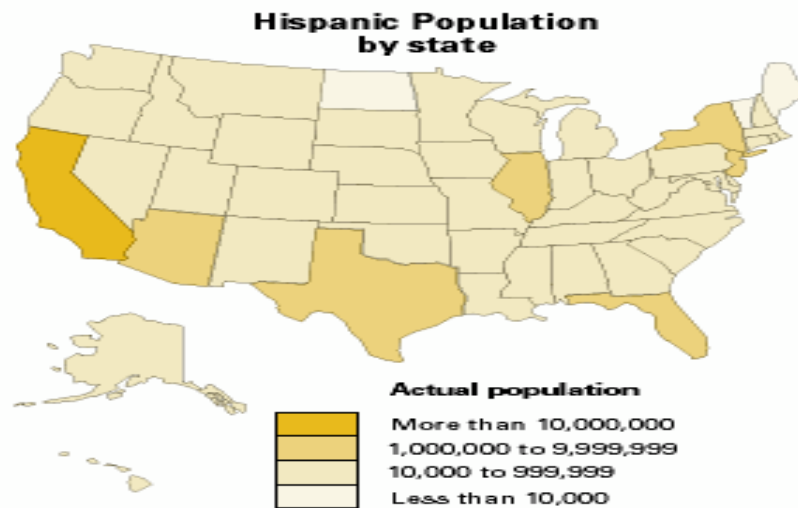 Hispanic Population
by state
Actual population
More than 10,000,000
1,000,000 to 9,999,999
10,000 to 999,999
Less than 10,000